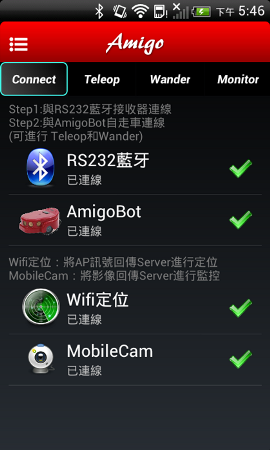 下午 5:46
Amigo
Connect Teleop Wander Monitor
Step1:與RS232藍牙接收器連線
Step2:與AmigoBot自走車連線
(可進行 Teleop和Wander)
RS232藍牙
已連線
AmigoBot
已連線
Wifi定位：將AP訊號回傳Server進行定位
MobileCam：將影像回傳Server進行監控
Wifi定位
已連線
MobileCam
已連線